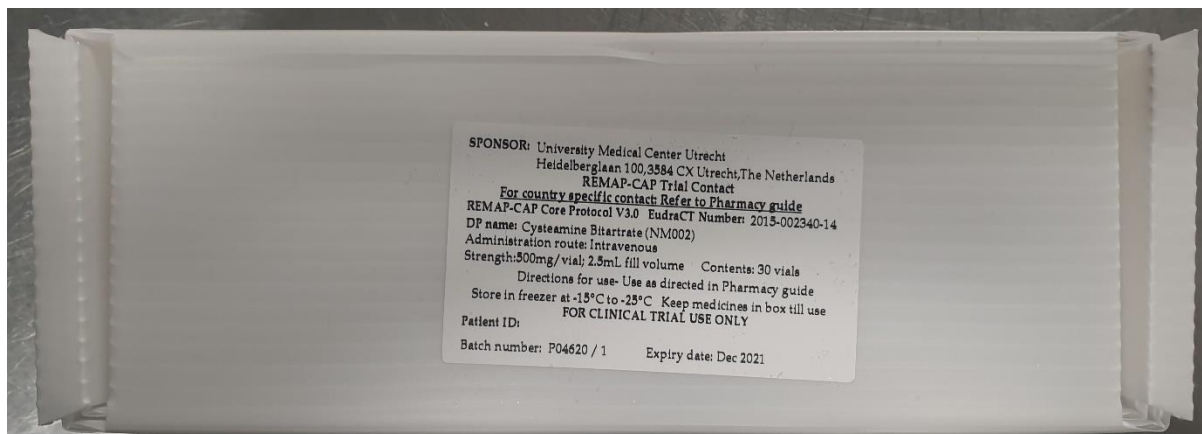 SPONSOR: University Medical Center Utrecht
Heidelberglaan 100,3584 CX Utrecht,The Netherlands
REMAP-CAP Trial Contact
For country specific contact: Refer to Pharmacy guide
REMAP-CAP Core Protocol V3.0 EudraCT Number: 2015-002340-14
DP name: Cysteamine Bitartrate (NM002)
Administration route: Intravenous
Strength:500mg/vial; 2.5mL fill volume Contents: 30 vials
Directions for use- Use as directed in Pharmacy guide
Store in freezer at -15°C to -25°C Keep medicines in box till use
FOR CLINICAL TRIAL USE ONLY
Patient ID:
Batch number: P04620 / 1 Expiry date: Dec 2021